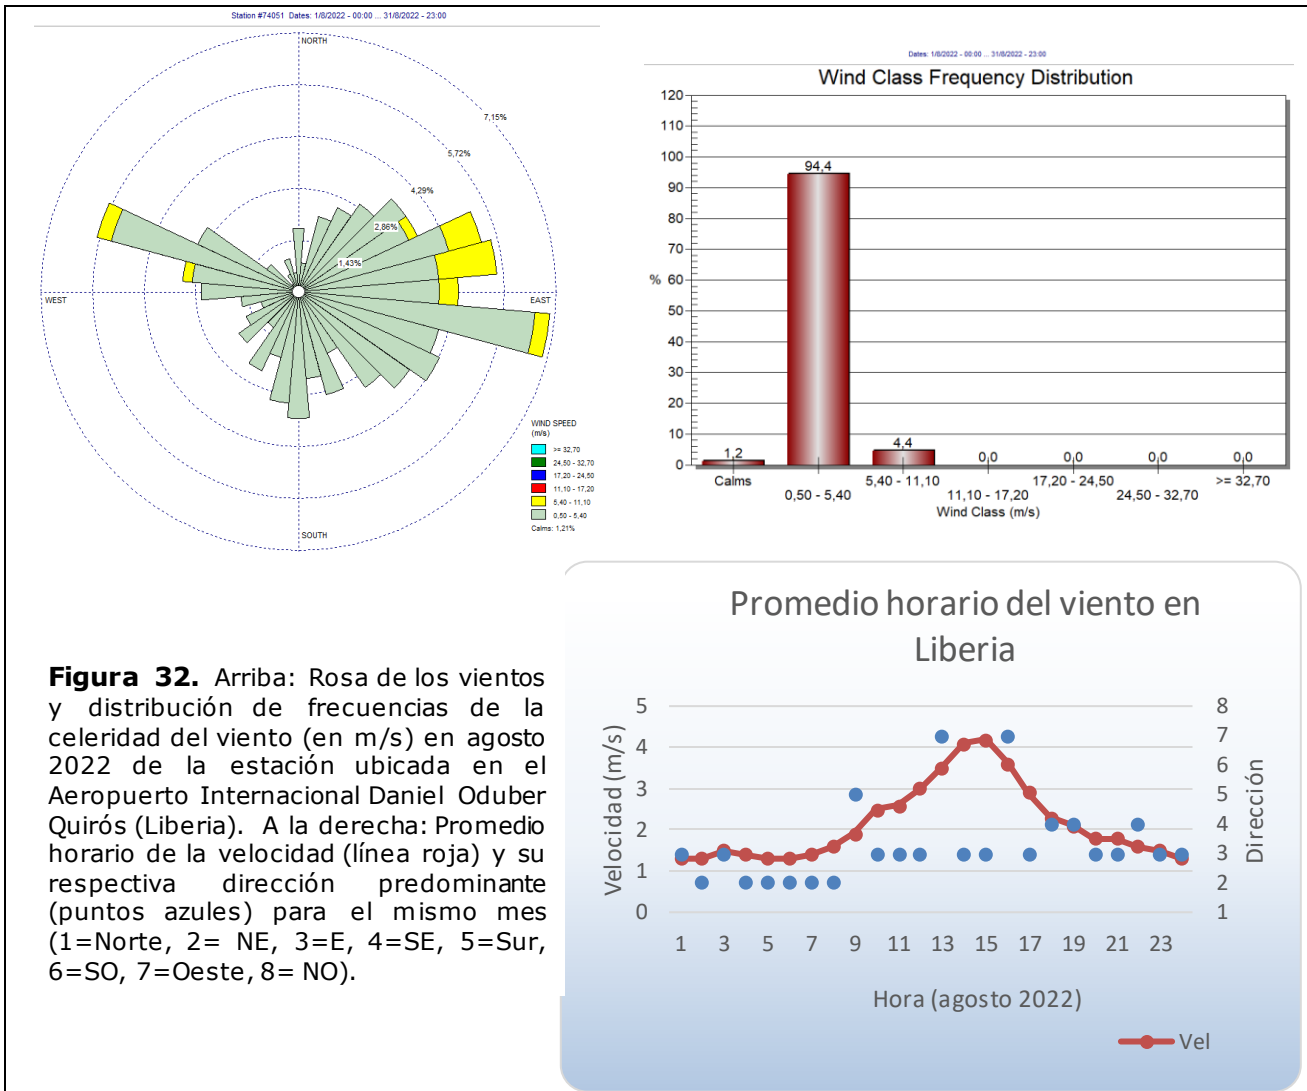 Station #74051 Dates: 1/8/2022 - 00:00 ... 31/8/2022 - 23:00
NORTH
7,15%
5,72%
4,29%
2,86%
1,43%
WEST
EAST
SOUTH
WIND SPEED
(m/s)
>= 32,70
24,50 - 32,70
17,20 - 24,50
11,10 - 17,20
5,40 - 11,10
0,50 - 5,40
Calms: 1,21%
Dates: 1/8/2022 - 00:00 ... 31/8/2022 - 23:00
Wind Class Frequency Distribution
120
110
100
90
80
70
% 60
50
40
30
20
10
0
1,2
94,4
4,4
0,0
0,0
0,0
0,0
Calms
0,50 - 5,40
5,40 - 11,10
11,10 - 17,20
17,20 - 24,50
24,50 - 32,70
>= 32,70
Wind Class (m/s)
Figura 32. Arriba: Rosa de los vientos
y distribución de frecuencias de la
celeridad del viento (en m/s) en agosto
2022 de la estación ubicada en el
Aeropuerto Internacional Daniel Oduber
Quirós (Liberia). A la derecha: Promedio
horario de la velocidad (línea roja) y su
respectiva dirección predominante
(puntos azules) para el mismo mes
(1=Norte, 2= NE, 3=E, 4=SE, 5=Sur,
6=SO, 7=Oeste, 8= NO).
Promedio horario del viento en
Liberia
Velocidad (m/s)
5
4
3
2
1
0
8
7
6
5
4
3
2
1
Dirección
1 3 5 7 9 11 13 15 17 19 21 23
Hora (agosto 2022)
Vel